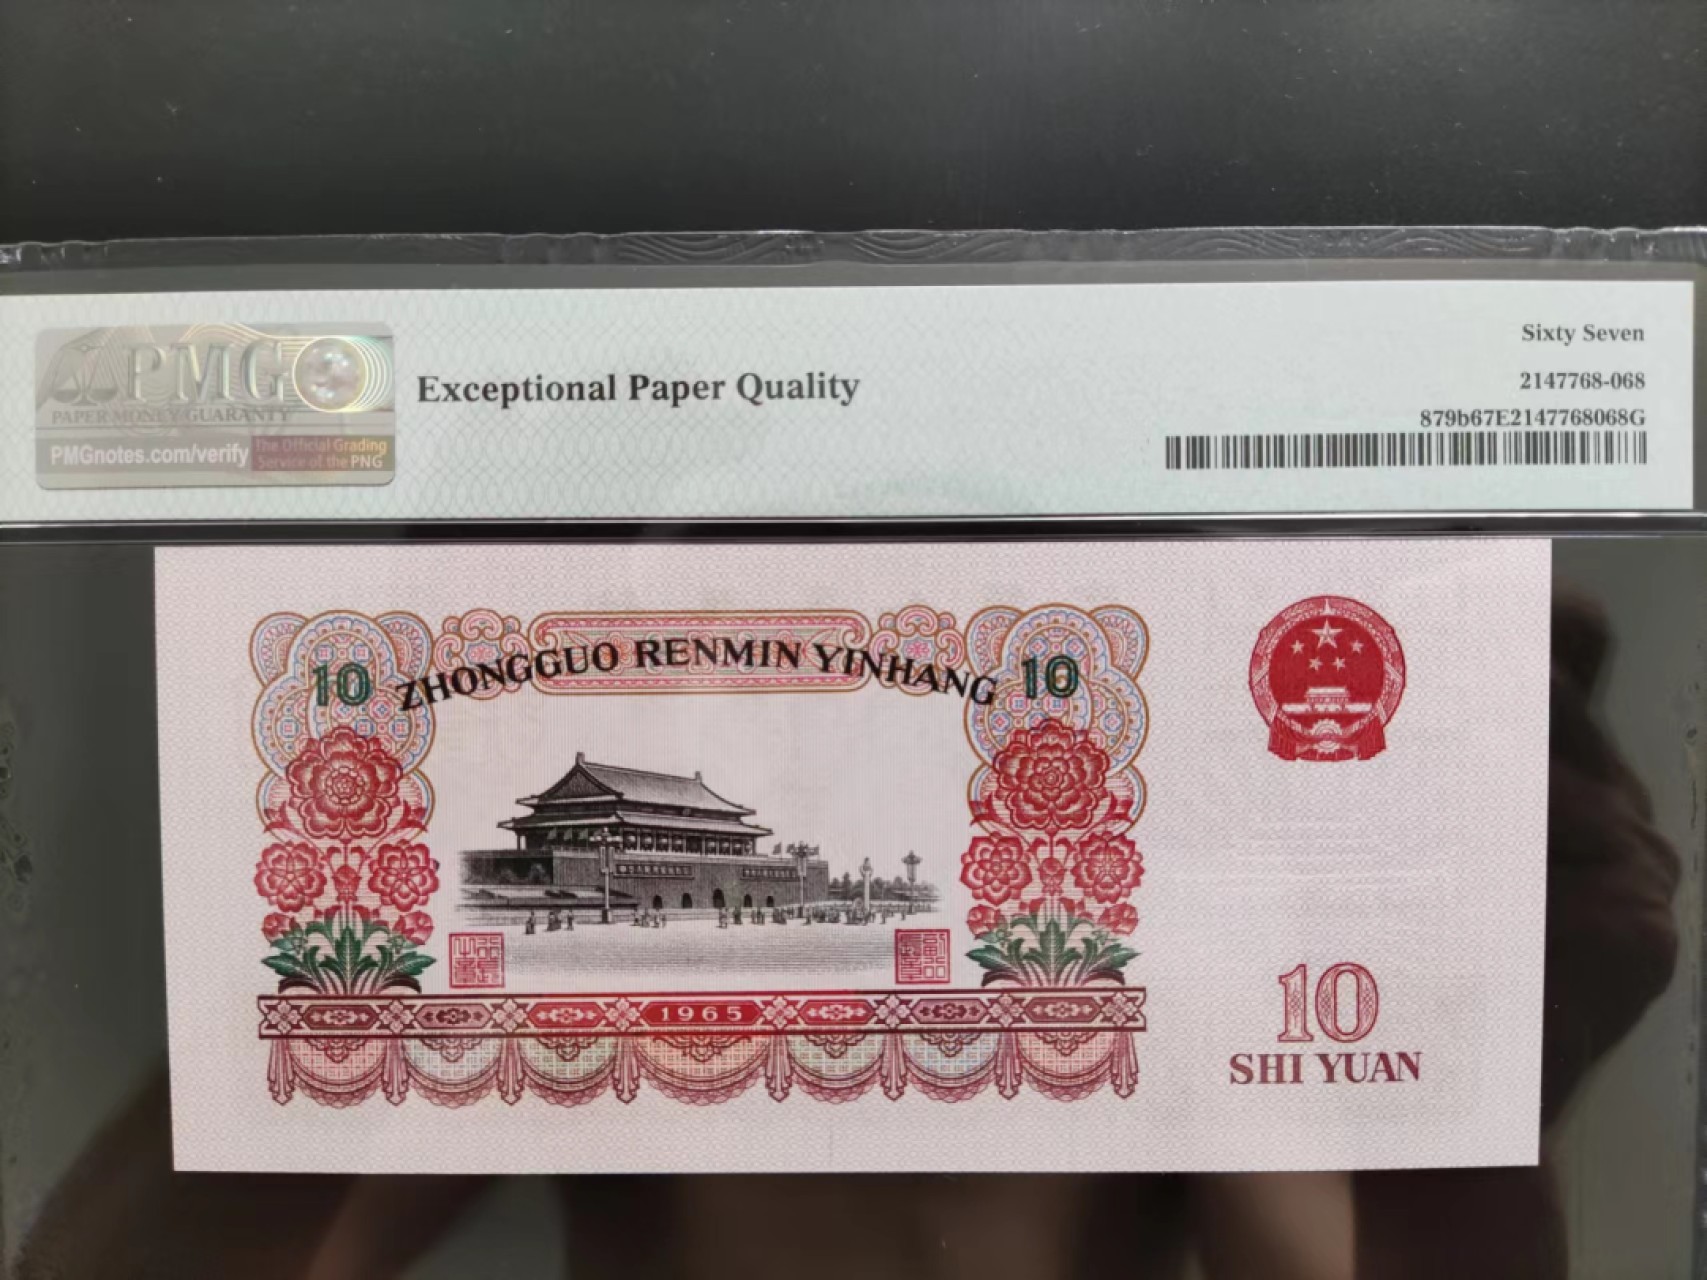 PMG
PAPER MONEY GUARANTY
PMGnotes.com/verify
The Official Grading
Service of the PNG
Exceptional Paper Quality
Sixty Seven
2147768-068
879b67E2147768068G
10 ZHONGGUO RENMIN YINHANG 10
1965
10
SHI YUAN